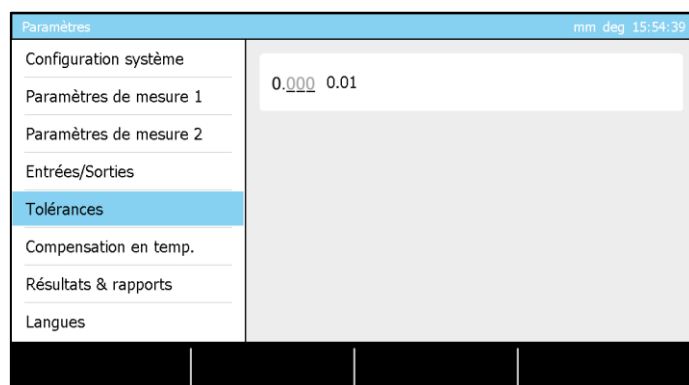 Paramètres mm deg 15:54:39
Configuration système
Paramètres de mesure 1
Paramètres de mesure 2
Entrées/Sorties
Tolérances
Compensation en temp.
Résultats & rapports
Langues
0.000 0.01